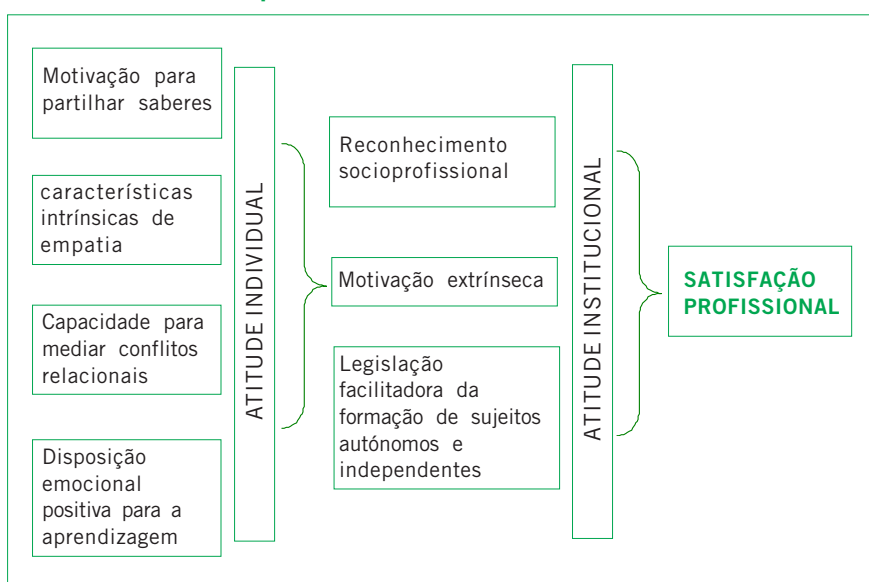 Motivação para
partilhar saberes
características
intrínsicas de
empatia
Capacidade para
mediar conflitos
relacionais
Disposição
emocional
positiva para a
aprendizagem
ATITUDE INDIVIDUAL
Reconhecimento
socioprofissional
Motivação extrínseca
Legislação
facilitadora da
formação de sujeitos
autónomos e
independentes
ATITUDE INSTITUCIONAL
SATISFAÇÃO
PROFISSIONAL